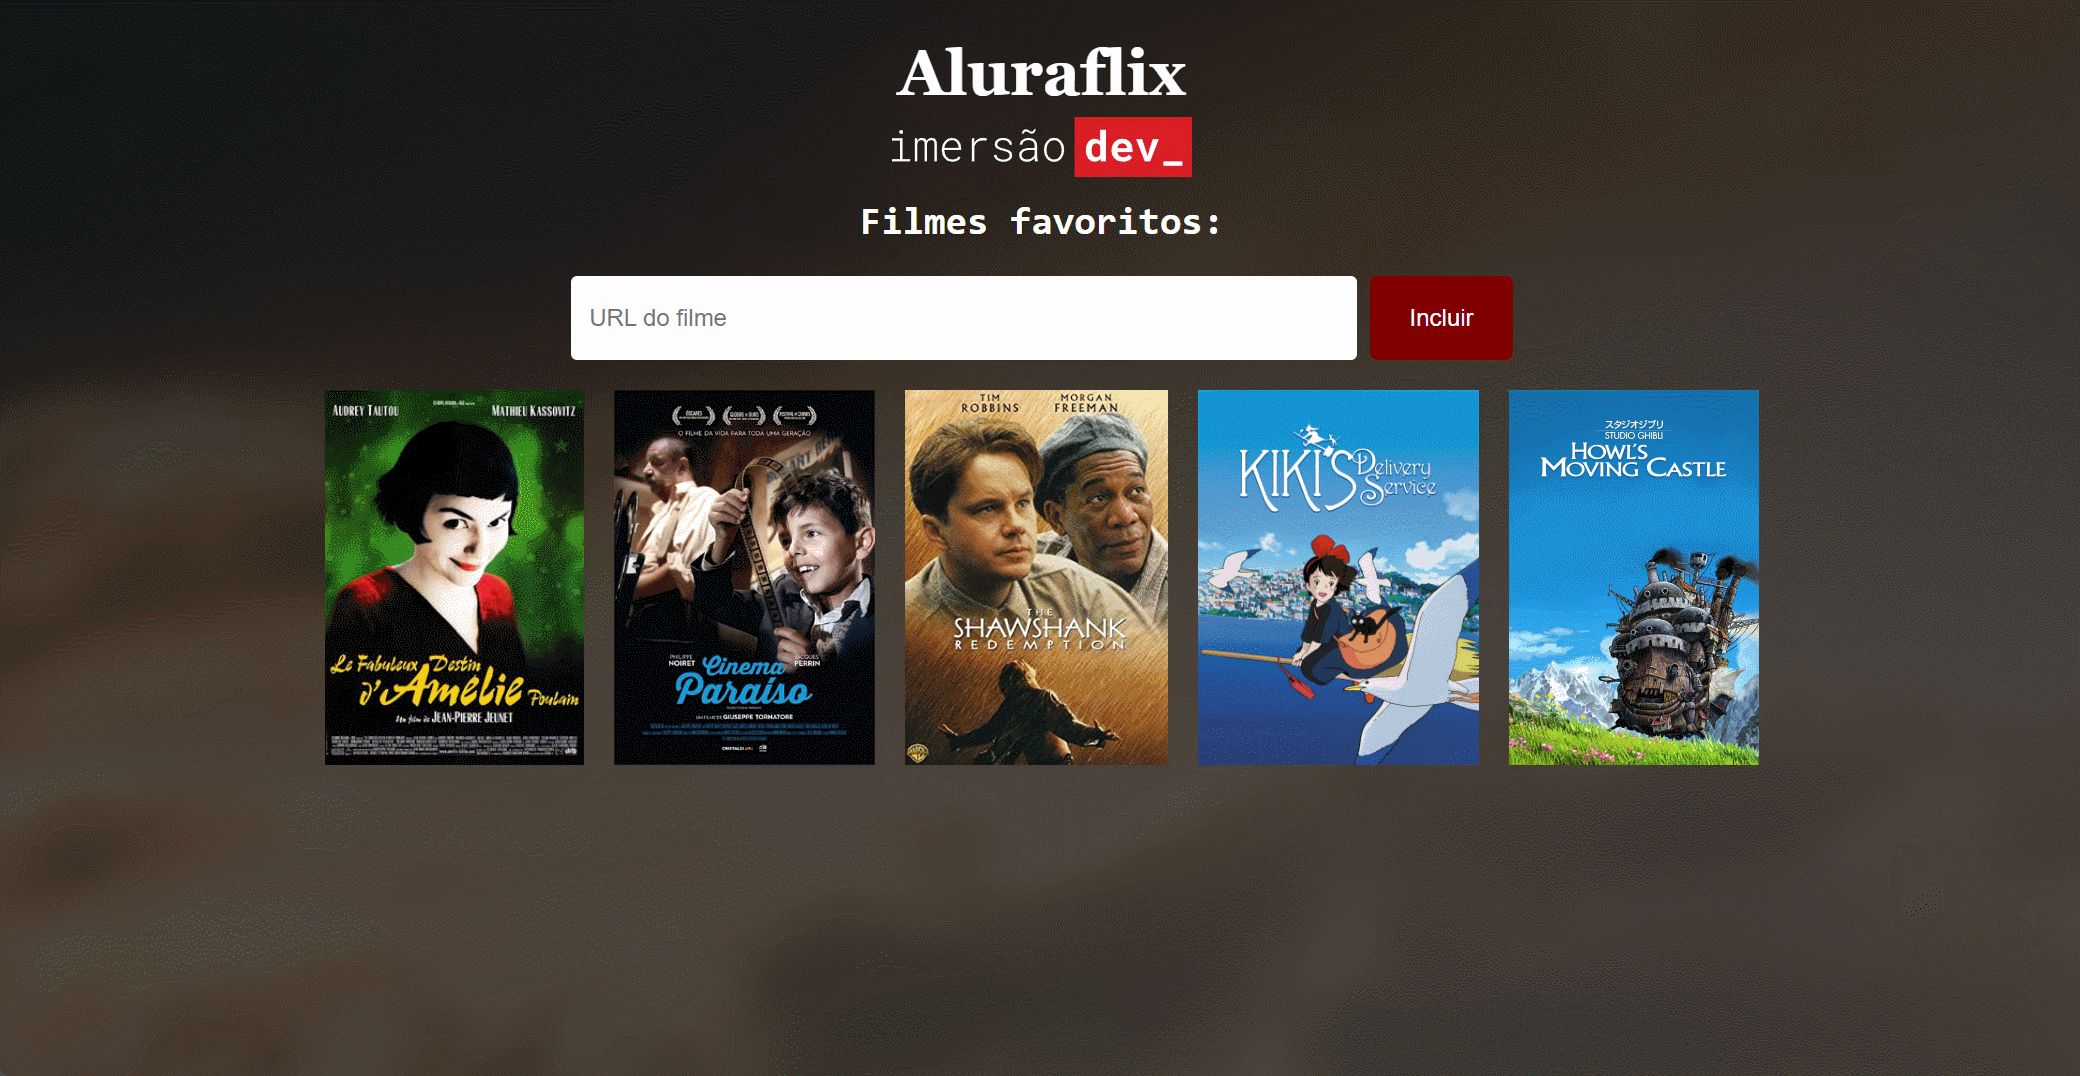 Aluraflix
imersão dev_
Filmes favoritos:
URL do filme
Incluir
AUDREY TAUTOU
MATHIEU KASSOVITZ
Le Fabuleux Destin
d'Amélie Poulain
Un film de JEAN-PIERRE JEUNET
O FILME DA VIDA PARA TODA UMA GERAÇÃO
PHILIPPE NOIRET
JACQUES PERRIN
Cinema
Paraíso
UM FILME DE GIUSEPPE TORNATORE
TIM ROBBINS
MORGAN FREEMAN
THE
SHAWSHANK
REDEMPTION
KIKI'S Delivery Service
スタジオジブリ
STUDIO GHIBLI
HOWL'S
MOVING CASTLE